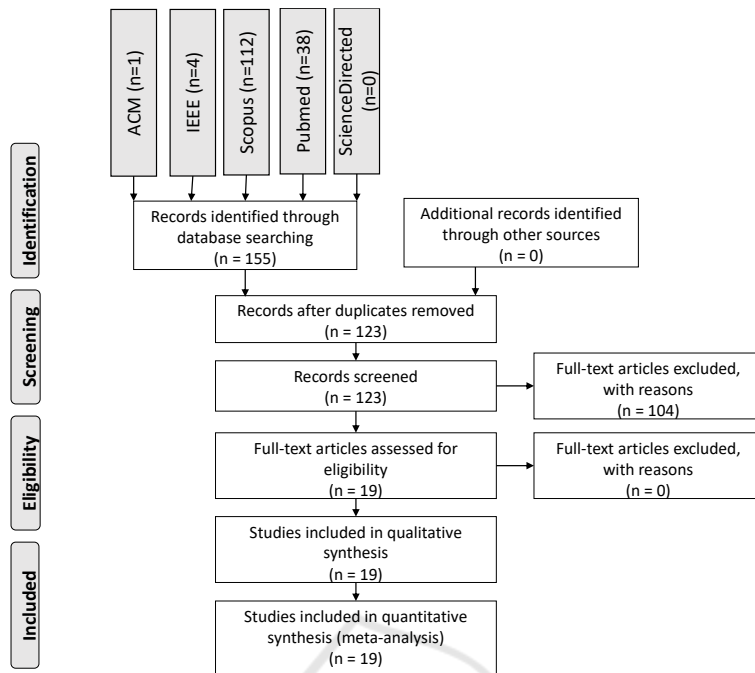 ACM (n=1)
IEEE (n=4)
Scopus (n=112)
Pubmed (n=38)
ScienceDirected
(n=0)
Identification
Records identified through
database searching
(n = 155)
Additional records identified
through other sources
(n = 0)
Screening
Records after duplicates removed
(n = 123)
Records screened
(n = 123)
Full-text articles excluded,
with reasons
(n = 104)
Eligibility
Full-text articles assessed for
eligibility
(n = 19)
Full-text articles excluded,
with reasons
(n = 0)
Included
Studies included in qualitative
synthesis
(n = 19)
Studies included in quantitative
synthesis (meta-analysis)
(n = 19)